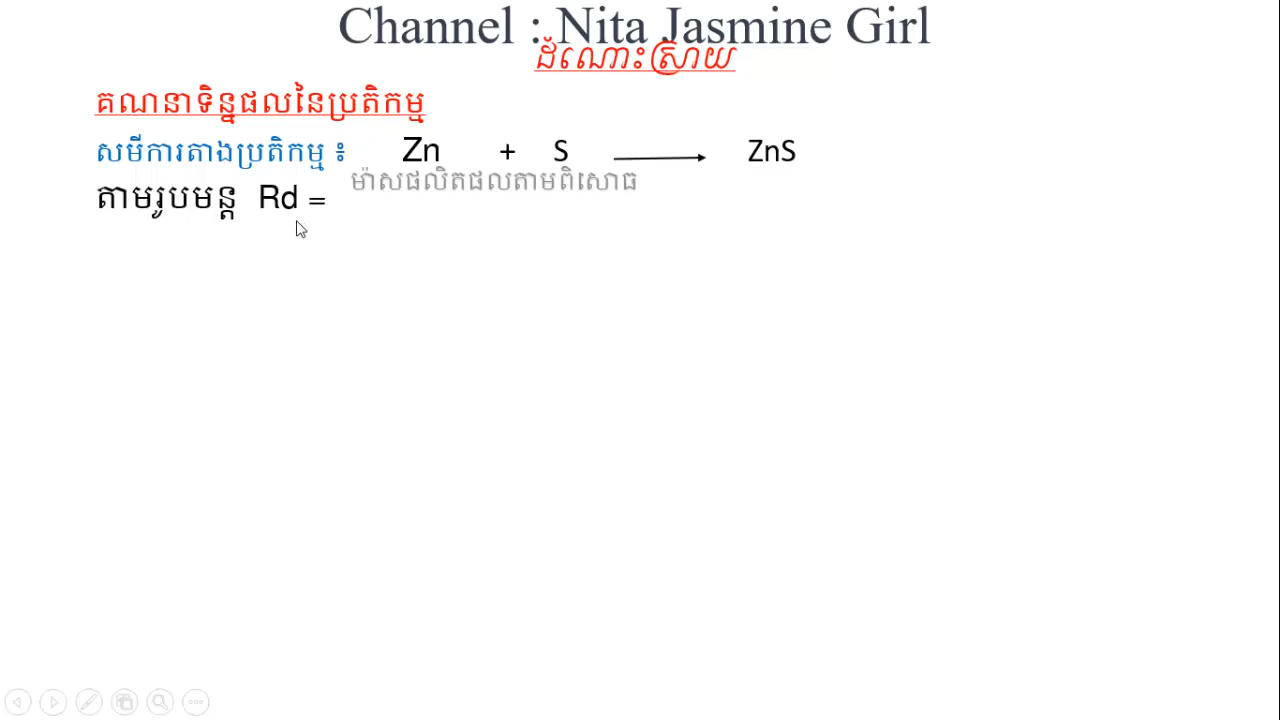 Channel : Nita Jasmine Girl
ដំណោះស្រាយ
គណនាទិន្នផលនៃប្រតិកម្ម
សមីការតាងប្រតិកម្ម ៖ Zn + S ⟶ ZnS
ម៉ាសផលិតផលតាមពិសោធ
តាមរូបមន្ត Rd =